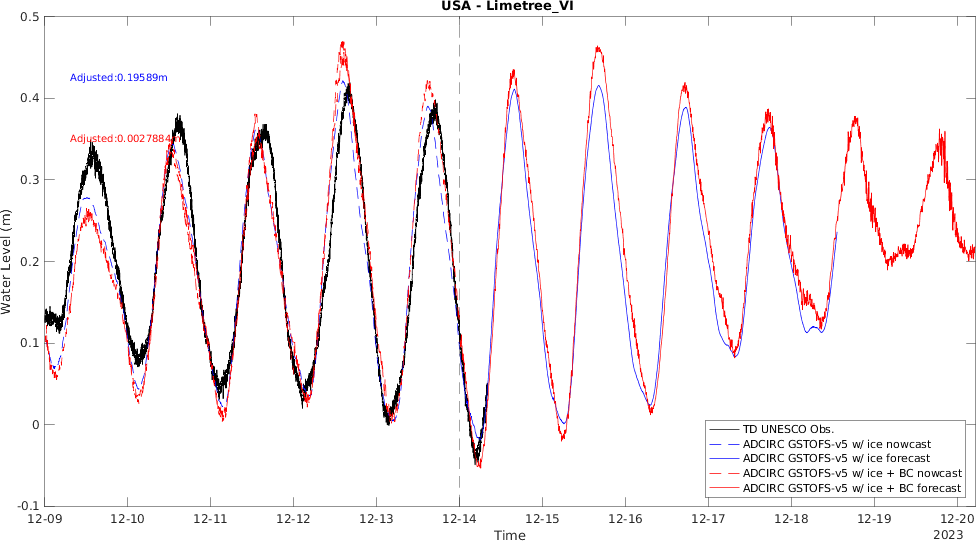 USA - Limetree_VI
Adjusted:0.19589m
Adjusted:0.0027884m
Water Level (m)
0.5
0.4
0.3
0.2
0.1
0
-0.1
12-09 12-10 12-11 12-12 12-13 12-14 12-15 12-16 12-17 12-18 12-19 12-20
Time
2023
TD UNESCO Obs.
ADCIRC GSTOFS-v5 w/ ice nowcast
ADCIRC GSTOFS-v5 w/ ice forecast
ADCIRC GSTOFS-v5 w/ ice + BC nowcast
ADCIRC GSTOFS-v5 w/ ice + BC forecast